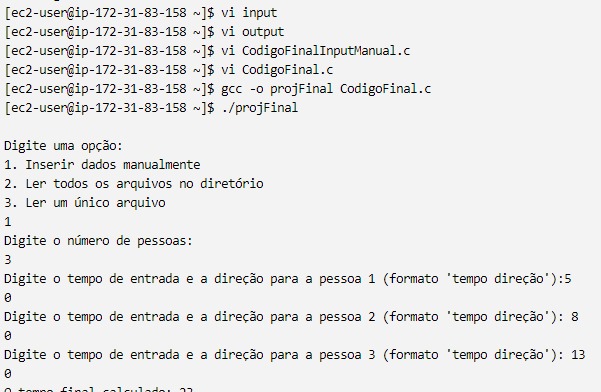 [ec2-user@ip-172-31-83-158 ~]$ vi input
[ec2-user@ip-172-31-83-158 ~]$ vi output
[ec2-user@ip-172-31-83-158 ~]$ vi CodigoFinalInputManual.c
[ec2-user@ip-172-31-83-158 ~]$ vi CodigoFinal.c
[ec2-user@ip-172-31-83-158 ~]$ gcc -o projFinal CodigoFinal.c
[ec2-user@ip-172-31-83-158 ~]$ ./projFinal
Digite uma opção:
1. Inserir dados manualmente
2. Ler todos os arquivos no diretório
3. Ler um único arquivo
1
Digite o número de pessoas:
3
Digite o tempo de entrada e a direção para a pessoa 1 (formato 'tempo direção'):5
0
Digite o tempo de entrada e a direção para a pessoa 2 (formato 'tempo direção'): 8
0
Digite o tempo de entrada e a direção para a pessoa 3 (formato 'tempo direção'): 13
0
O tempo final calculado: 23